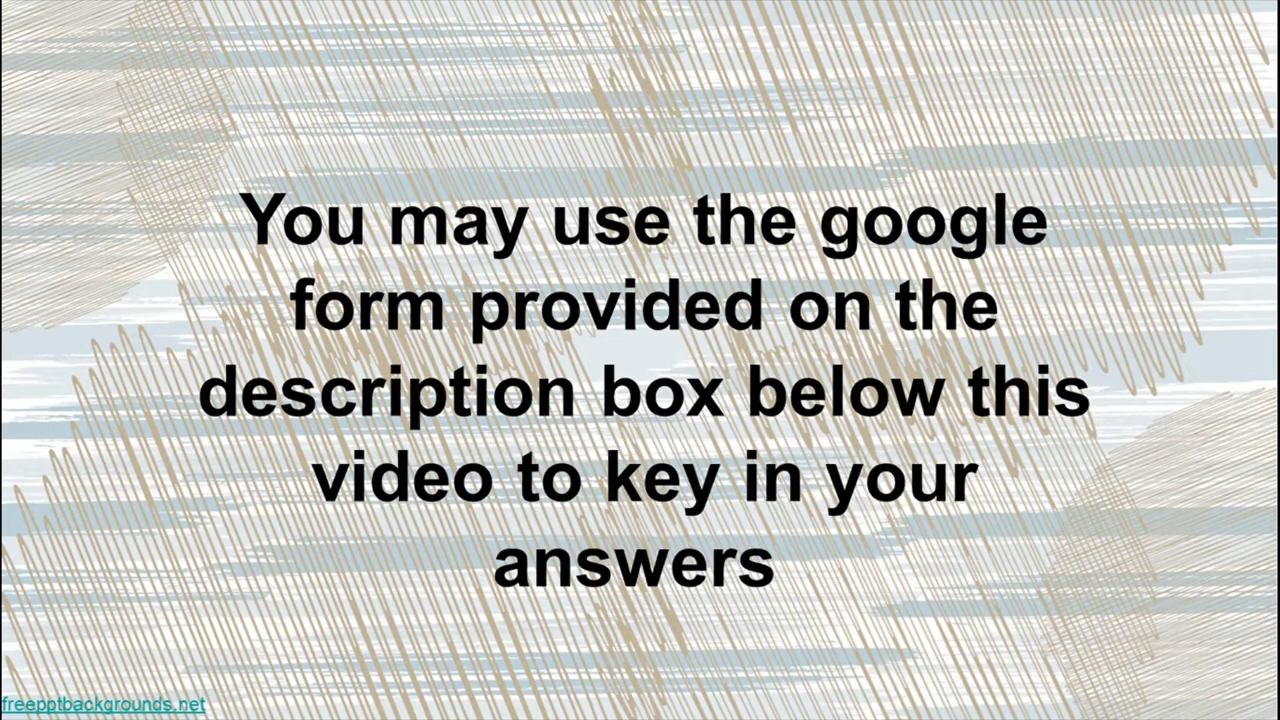 You may use the google
form provided on the
description box below this
video to key in your
answers
freepptbackgrounds.net